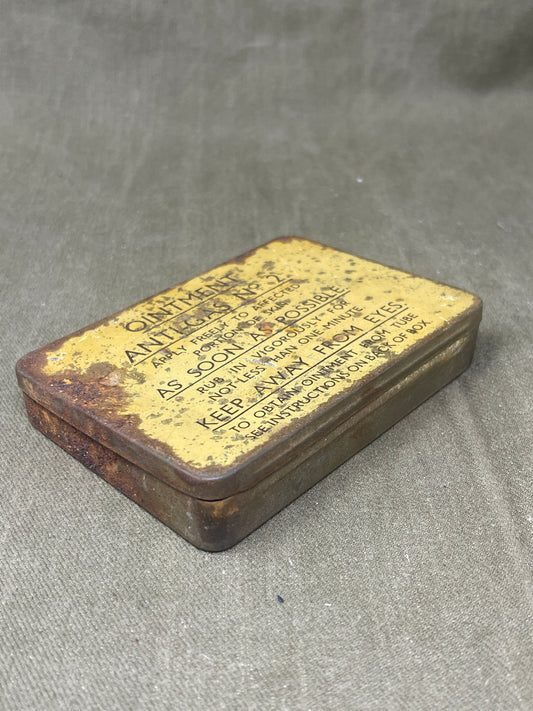 OINTMENT
ANTI-GAS Nº 2
APPLY FREELY TO AFFECTED
PORTION OF SKIN
AS SOON AS POSSIBLE
RUB IN VIGOROUSLY FOR
NOT LESS THAN ONE MINUTE
KEEP AWAY FROM EYES
TO OBTAIN OINTMENT FROM TUBE
SEE INSTRUCTIONS ON BACK OF BOX